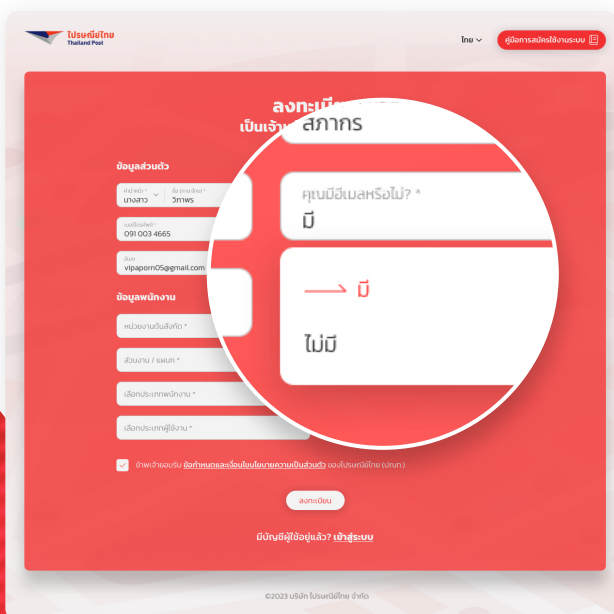 ไปรษณีย์ไทย
Thailand Post
ไทย
คู่มือการสมัครใช้งานระบบ
สภากร
คุณมีอีเมลหรือไม่? *
มี
มี
ไม่มี
ข้อมูลส่วนตัว
คำนำหน้า *
นางสาว
ชื่อ (ภาษาไทย) *
วิภาพร
เบอร์โทรศัพท์ *
091 003 4665
อีเมล
vipaporn05@gmail.com
ข้อมูลพนักงาน
หน่วยงานต้นสังกัด *
ส่วนงาน / แผนก *
เลือกประเภทพนักงาน *
เลือกประเภทผู้ใช้งาน *
ข้าพเจ้ายอมรับ ข้อกำหนดและเงื่อนไขนโยบายความเป็นส่วนตัว ของไปรษณีย์ไทย (ปณท.)
ลงทะเบียน
มีบัญชีผู้ใช้อยู่แล้ว? เข้าสู่ระบบ
©2023 บริษัท ไปรษณีย์ไทย จำกัด